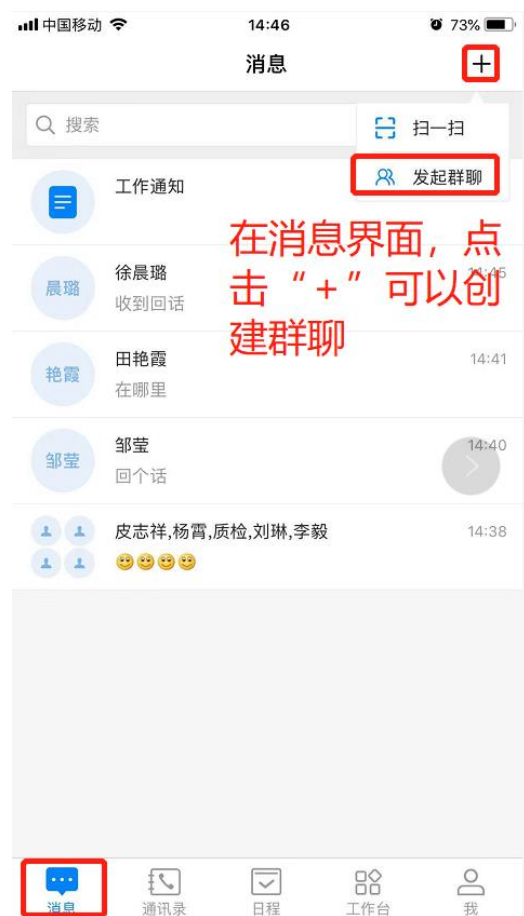 中国移动 14:46 73%
消息 +
搜索
扫一扫
发起群聊
工作通知
在消息界面，点
击“+”可以创
建群聊
晨璐 徐晨璐 14:45
收到回话
艳霞 田艳霞 14:41
在哪里
邹莹 邹莹 14:40
回个话
皮志祥,杨霄,质检,刘琳,李毅 14:38
消息 通讯录 日程 工作台 我